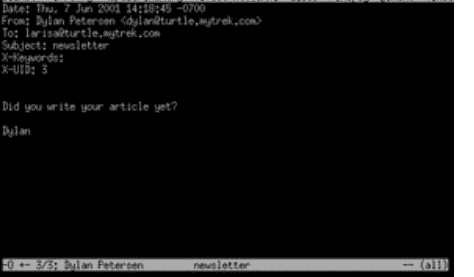 Date: Thu, 7 Jun 2001 14:18:45 -0700
From: Dylan Petersen <dylan@turtle.mytrek.com>
To: larisa@turtle.mytrek.com
Subject: newsletter
X-Keywords:
X-UID: 3
Did you write your article yet?
Dylan
-O +- 3/3: Dylan Petersen newsletter -- (all)